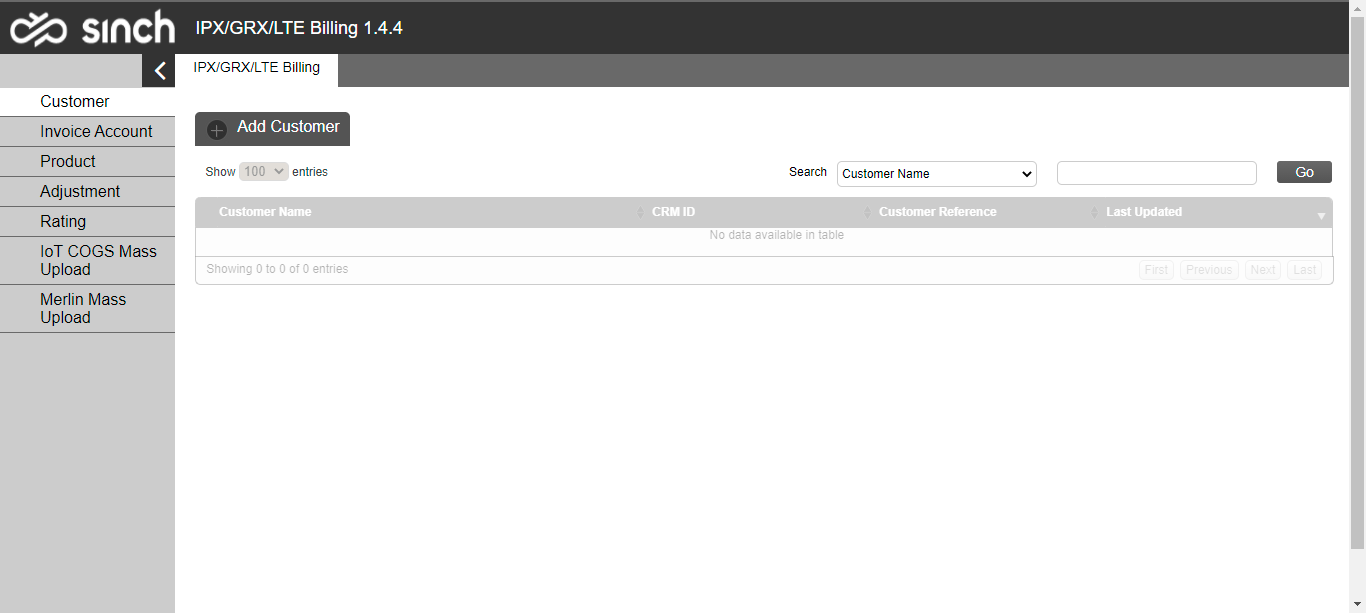 sinch IPX/GRX/LTE Billing 1.4.4
IPX/GRX/LTE Billing
Customer
Invoice Account
Product
Adjustment
Rating
IoT COGS Mass
Upload
Merlin Mass
Upload
Add Customer
Show 100 entries Search Customer Name Go
Customer Name CRM ID Customer Reference Last Updated
No data available in table
Showing 0 to 0 of 0 entries First Previous Next Last